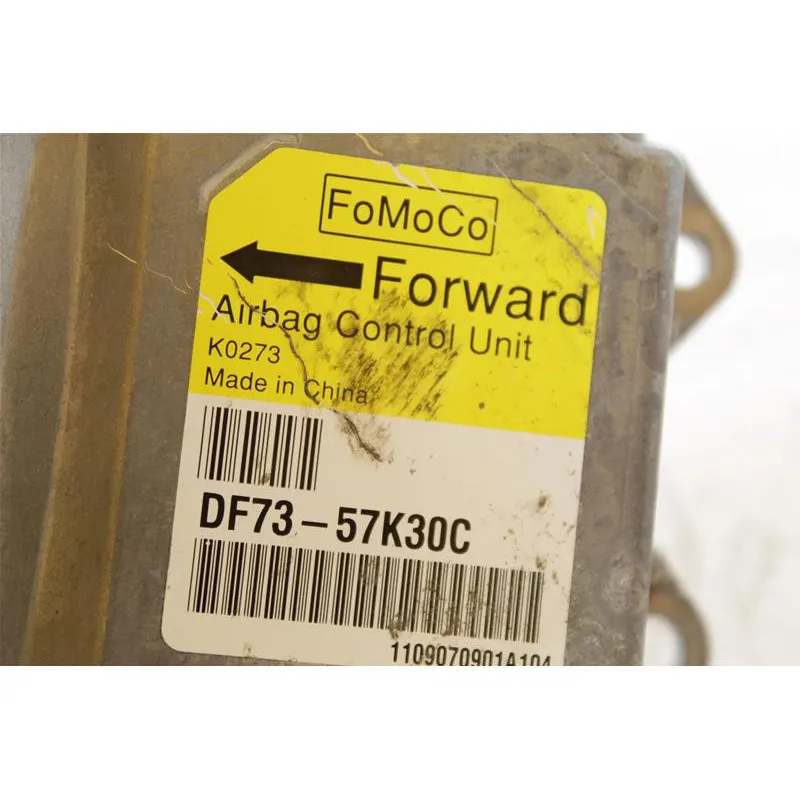 FoMoCo
Forward
Airbag Control Unit
K0273
Made in China
DF73-57K30C
1109070901A104